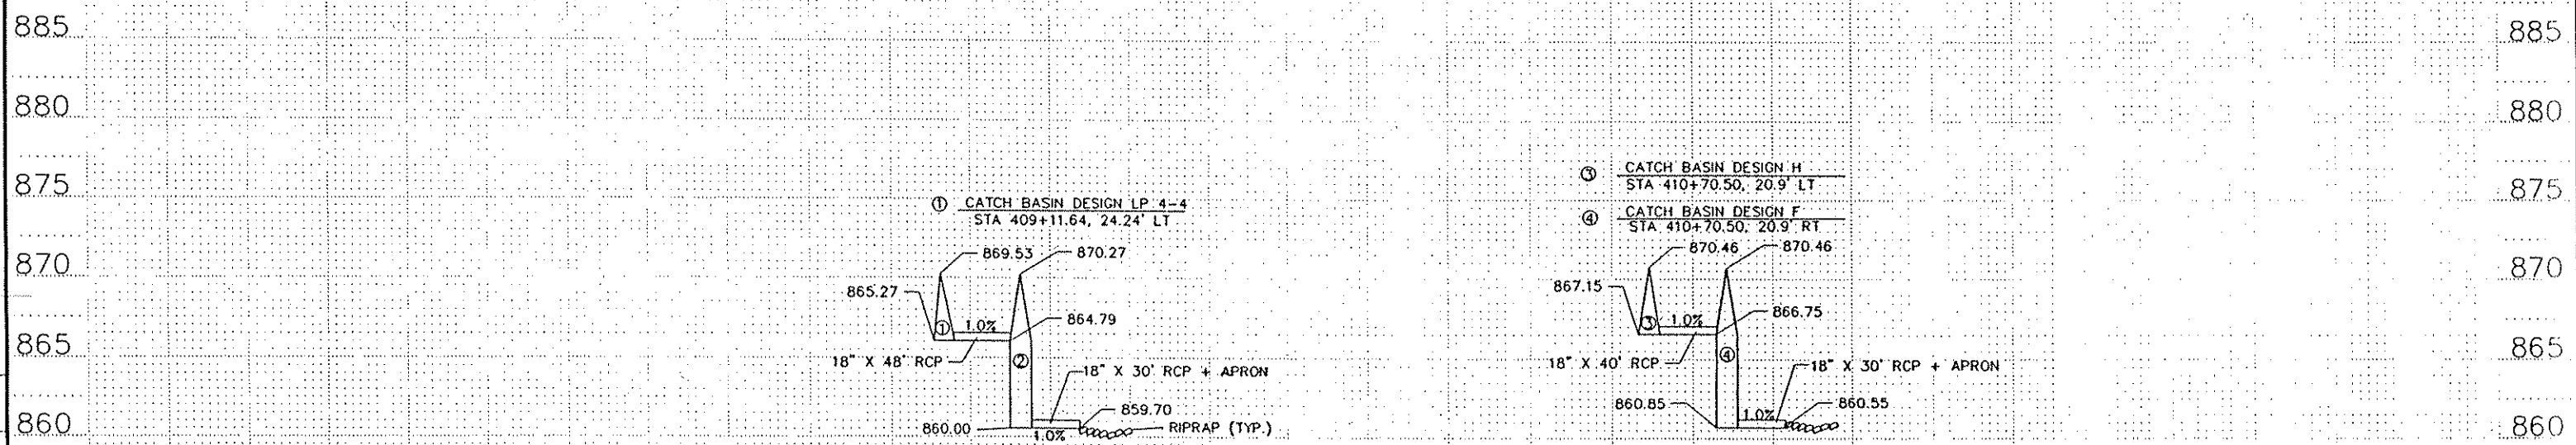 885
880
875
870
865
860
① CATCH BASIN DESIGN LP 4-4
STA 409+11.64, 24.24' LT
869.53
870.27
865.27
①
1.0%
864.79
18" X 48' RCP
②
18" X 30' RCP + APRON
859.70
860.00
1.0%
RIPRAP (TYP.)
③ CATCH BASIN DESIGN H
STA 410+70.50, 20.9' LT
④ CATCH BASIN DESIGN F
STA 410+70.50, 20.9' RT
870.46
870.46
867.15
③
1.0%
866.75
18" X 40' RCP
④
18" X 30' RCP + APRON
860.85
1.0%
860.55
885
880
875
870
865
860